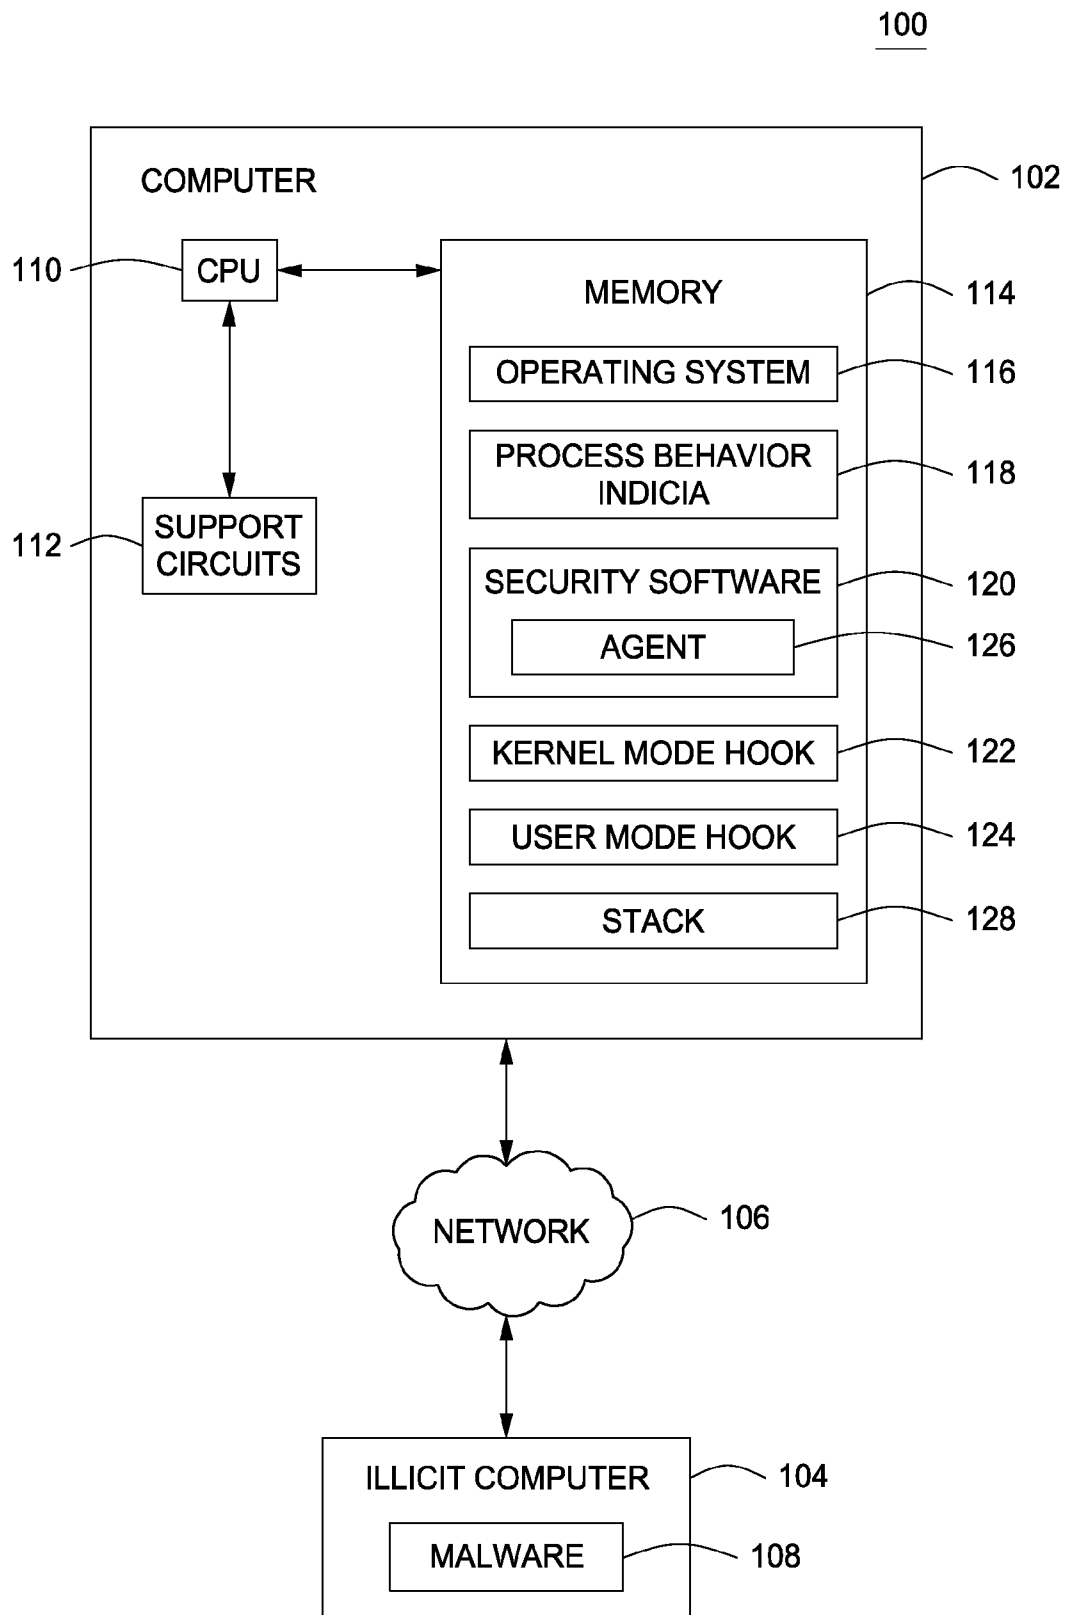 100
COMPUTER
102
110
CPU
MEMORY
114
OPERATING SYSTEM
116
PROCESS BEHAVIOR
INDICIA
118
112
SUPPORT
CIRCUITS
SECURITY SOFTWARE
120
AGENT
126
KERNEL MODE HOOK
122
USER MODE HOOK
124
STACK
128
NETWORK
106
ILLICIT COMPUTER
104
MALWARE
108